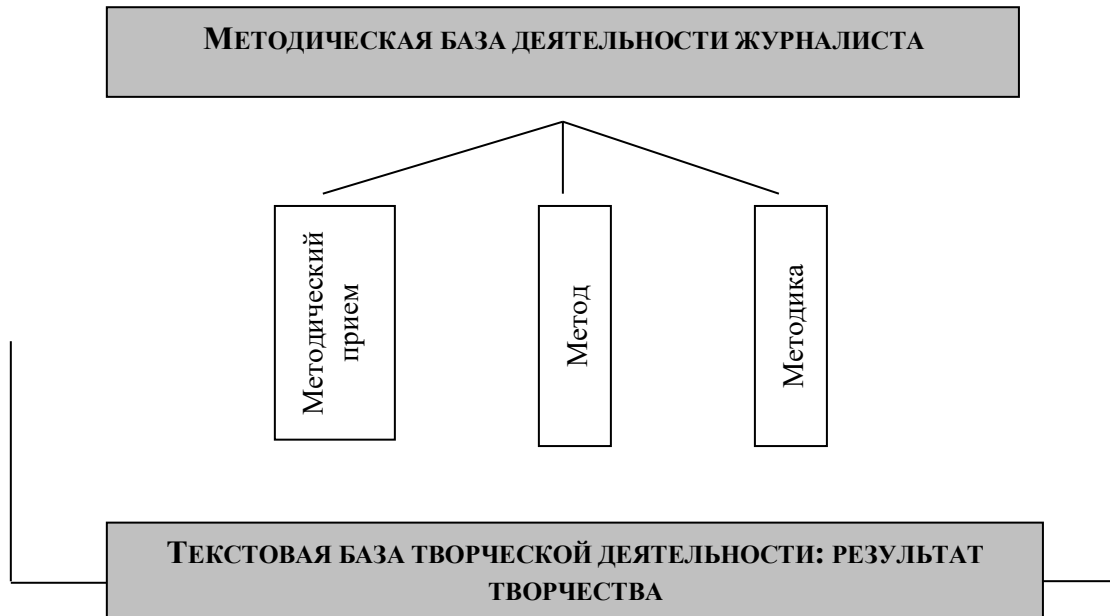 МЕТОДИЧЕСКАЯ БАЗА ДЕЯТЕЛЬНОСТИ ЖУРНАЛИСТА
Методический
прием
Метод
Методика
ТЕКСТОВАЯ БАЗА ТВОРЧЕСКОЙ ДЕЯТЕЛЬНОСТИ: РЕЗУЛЬТАТ
ТВОРЧЕСТВА